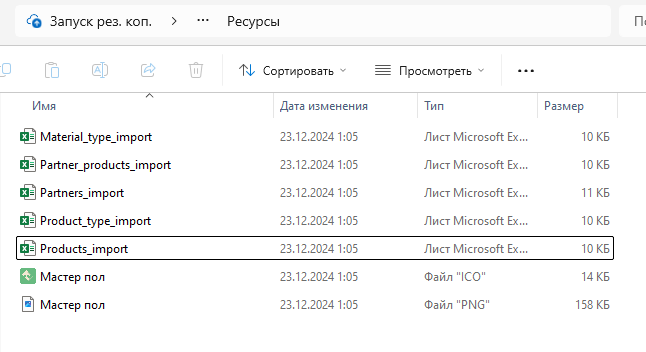 Запуск рез. коп. > ... Ресурсы
Сортировать Просмотреть ...
Имя Дата изменения Тип Размер
Material_type_import 23.12.2024 1:05 Лист Microsoft Ex... 10 КБ
Partner_products_import 23.12.2024 1:05 Лист Microsoft Ex... 10 КБ
Partners_import 23.12.2024 1:05 Лист Microsoft Ex... 11 КБ
Product_type_import 23.12.2024 1:05 Лист Microsoft Ex... 10 КБ
Products_import 23.12.2024 1:05 Лист Microsoft Ex... 10 КБ
Мастер пол 23.12.2024 1:05 Файл "ICO" 14 КБ
Мастер пол 23.12.2024 1:05 Файл "PNG" 158 КБ